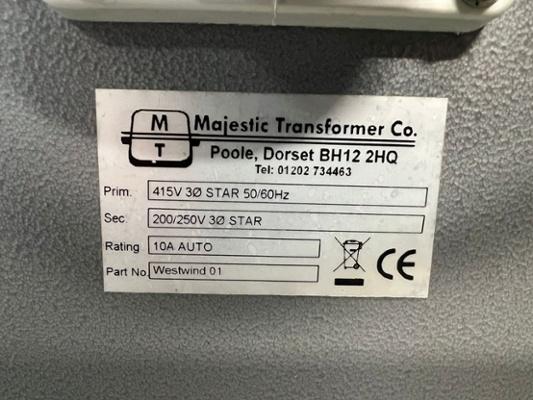 M
T
Majestic Transformer Co.
Poole, Dorset BH12 2HQ
Tel: 01202 734463
Prim. 415V 3Ø STAR 50/60Hz
Sec. 200/250V 3Ø STAR
Rating 10A AUTO
Part No. Westwind 01
CE